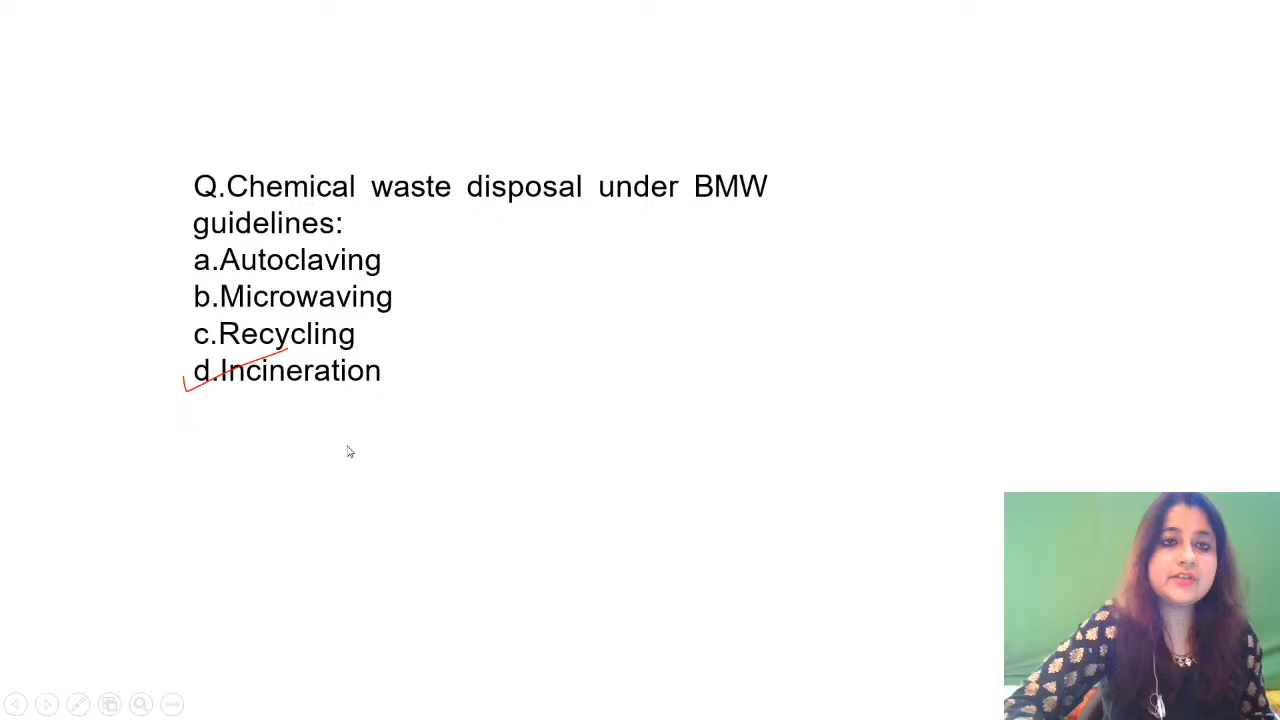 Q.Chemical waste disposal under BMW
guidelines:
a.Autoclaving
b.Microwaving
c.Recycling
d.Incineration